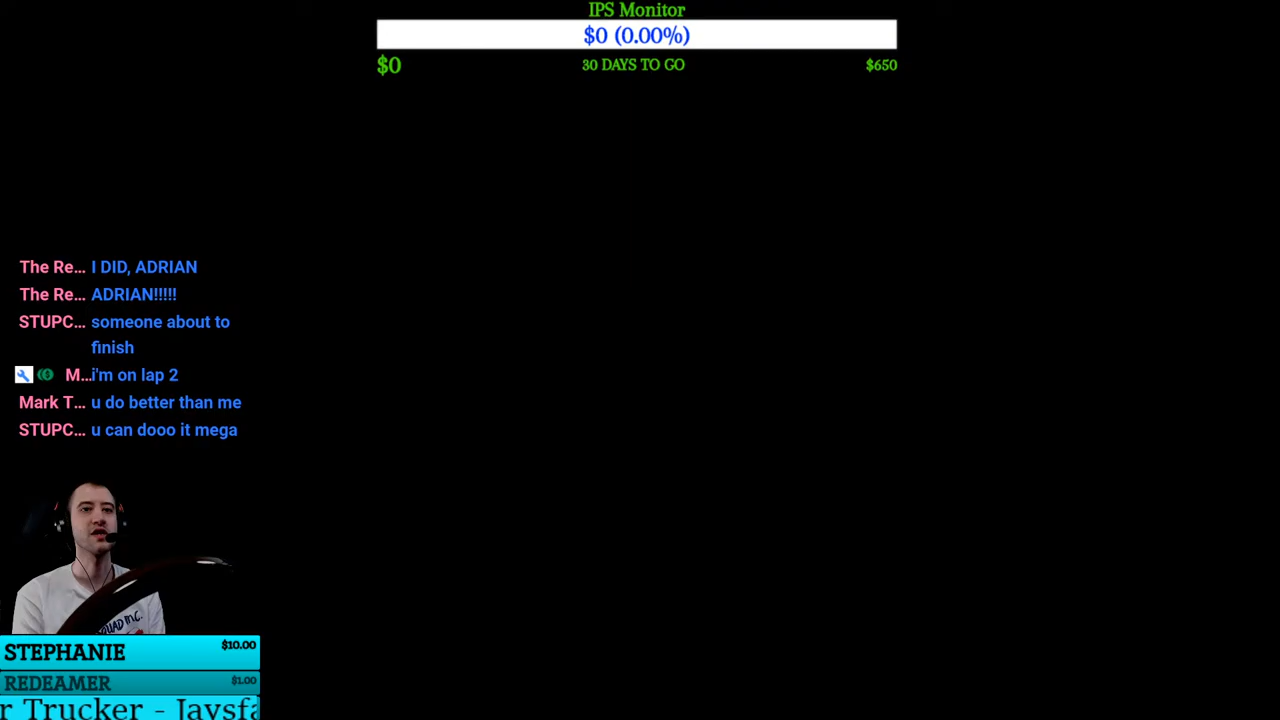 IPS Monitor
$0 (0.00%)
$0 30 DAYS TO GO $650
The Re... I DID, ADRIAN
The Re... ADRIAN!!!!!
STUPC... someone about to
finish
M... i'm on lap 2
Mark T... u do better than me
STUPC... u can dooo it mega
STEPHANIE $10.00
REDEAMER $1.00
r Trucker - Jaysfa